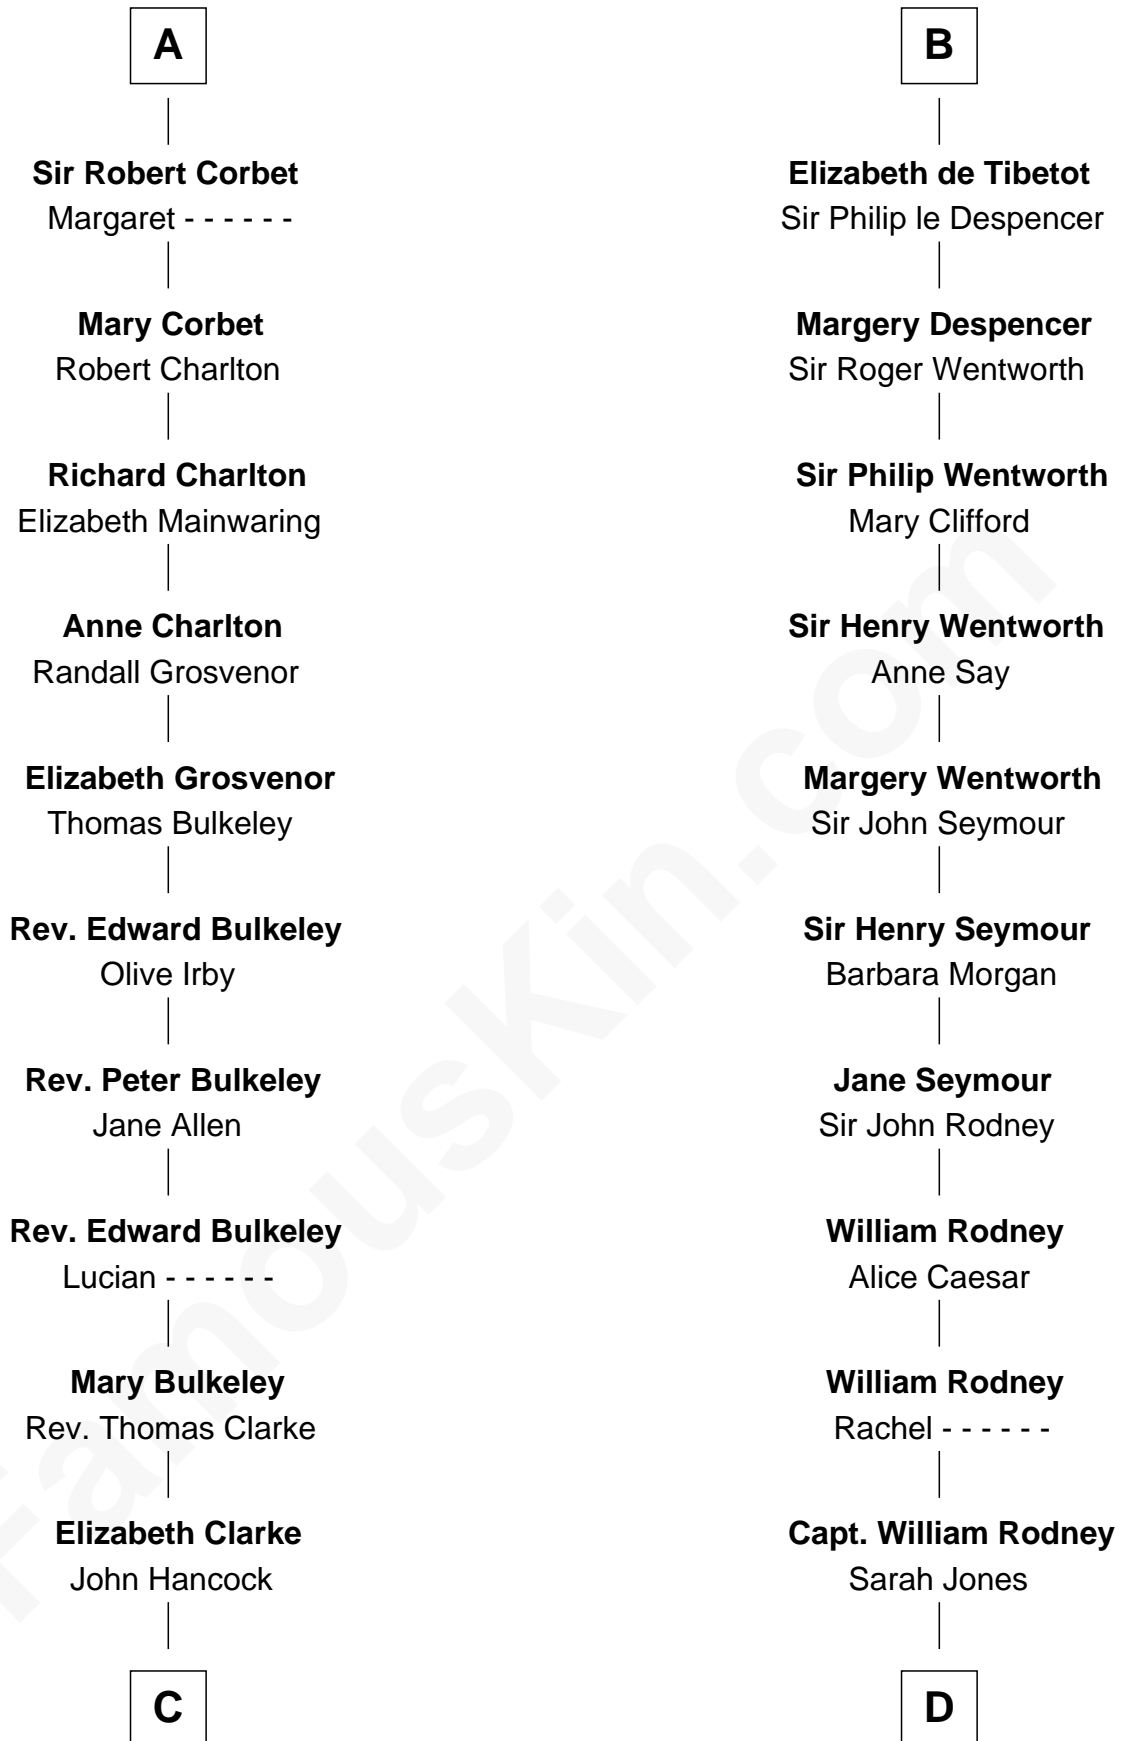 A
Sir Robert Corbet
Margaret - - - - - -
Mary Corbet
Robert Charlton
Richard Charlton
Elizabeth Mainwaring
Anne Charlton
Randall Grosvenor
Elizabeth Grosvenor
Thomas Bulkeley
Rev. Edward Bulkeley
Olive Irby
Rev. Peter Bulkeley
Jane Allen
Rev. Edward Bulkeley
Lucian - - - - - -
Mary Bulkeley
Rev. Thomas Clarke
Elizabeth Clarke
John Hancock
C
B
Elizabeth de Tibetot
Sir Philip le Despencer
Margery Despencer
Sir Roger Wentworth
Sir Philip Wentworth
Mary Clifford
Sir Henry Wentworth
Anne Say
Margery Wentworth
Sir John Seymour
Sir Henry Seymour
Barbara Morgan
Jane Seymour
Sir John Rodney
William Rodney
Alice Caesar
William Rodney
Rachel - - - - - -
Capt. William Rodney
Sarah Jones
D
FamousKin.com